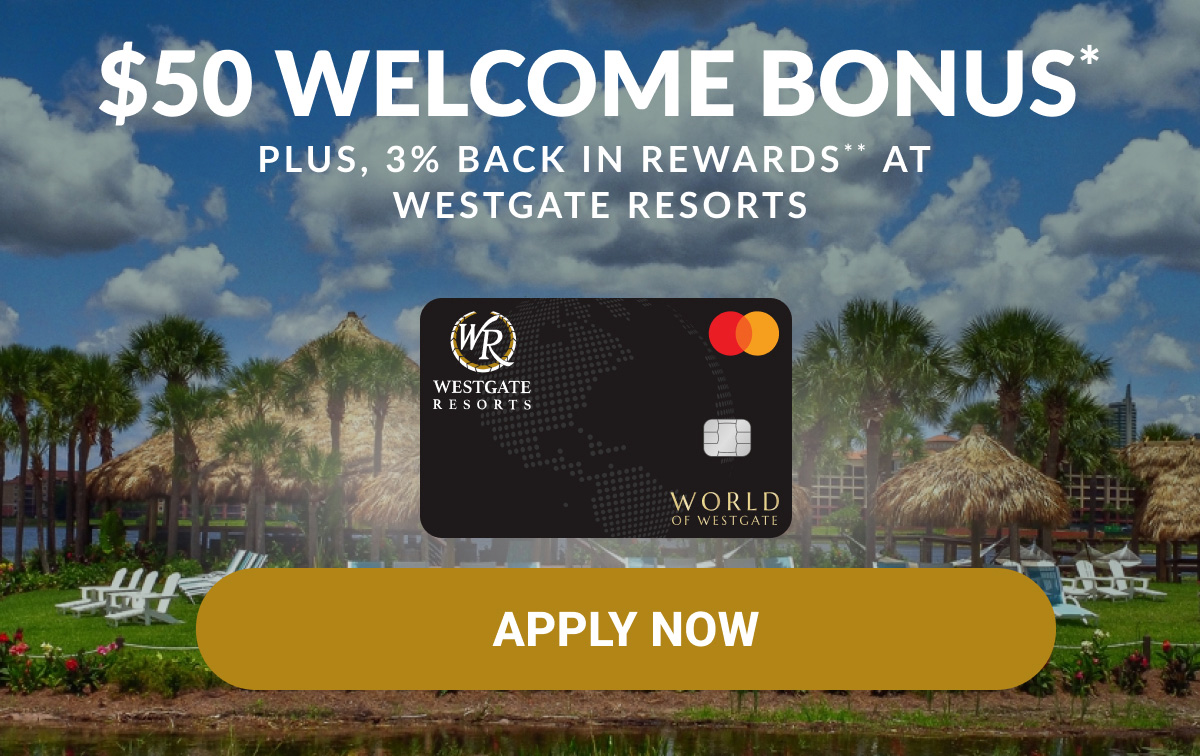 $50 WELCOME BONUS*
PLUS, 3% BACK IN REWARDS** AT
WESTGATE RESORTS
WR
WESTGATE
RESORTS
WORLD
OF WESTGATE
APPLY NOW